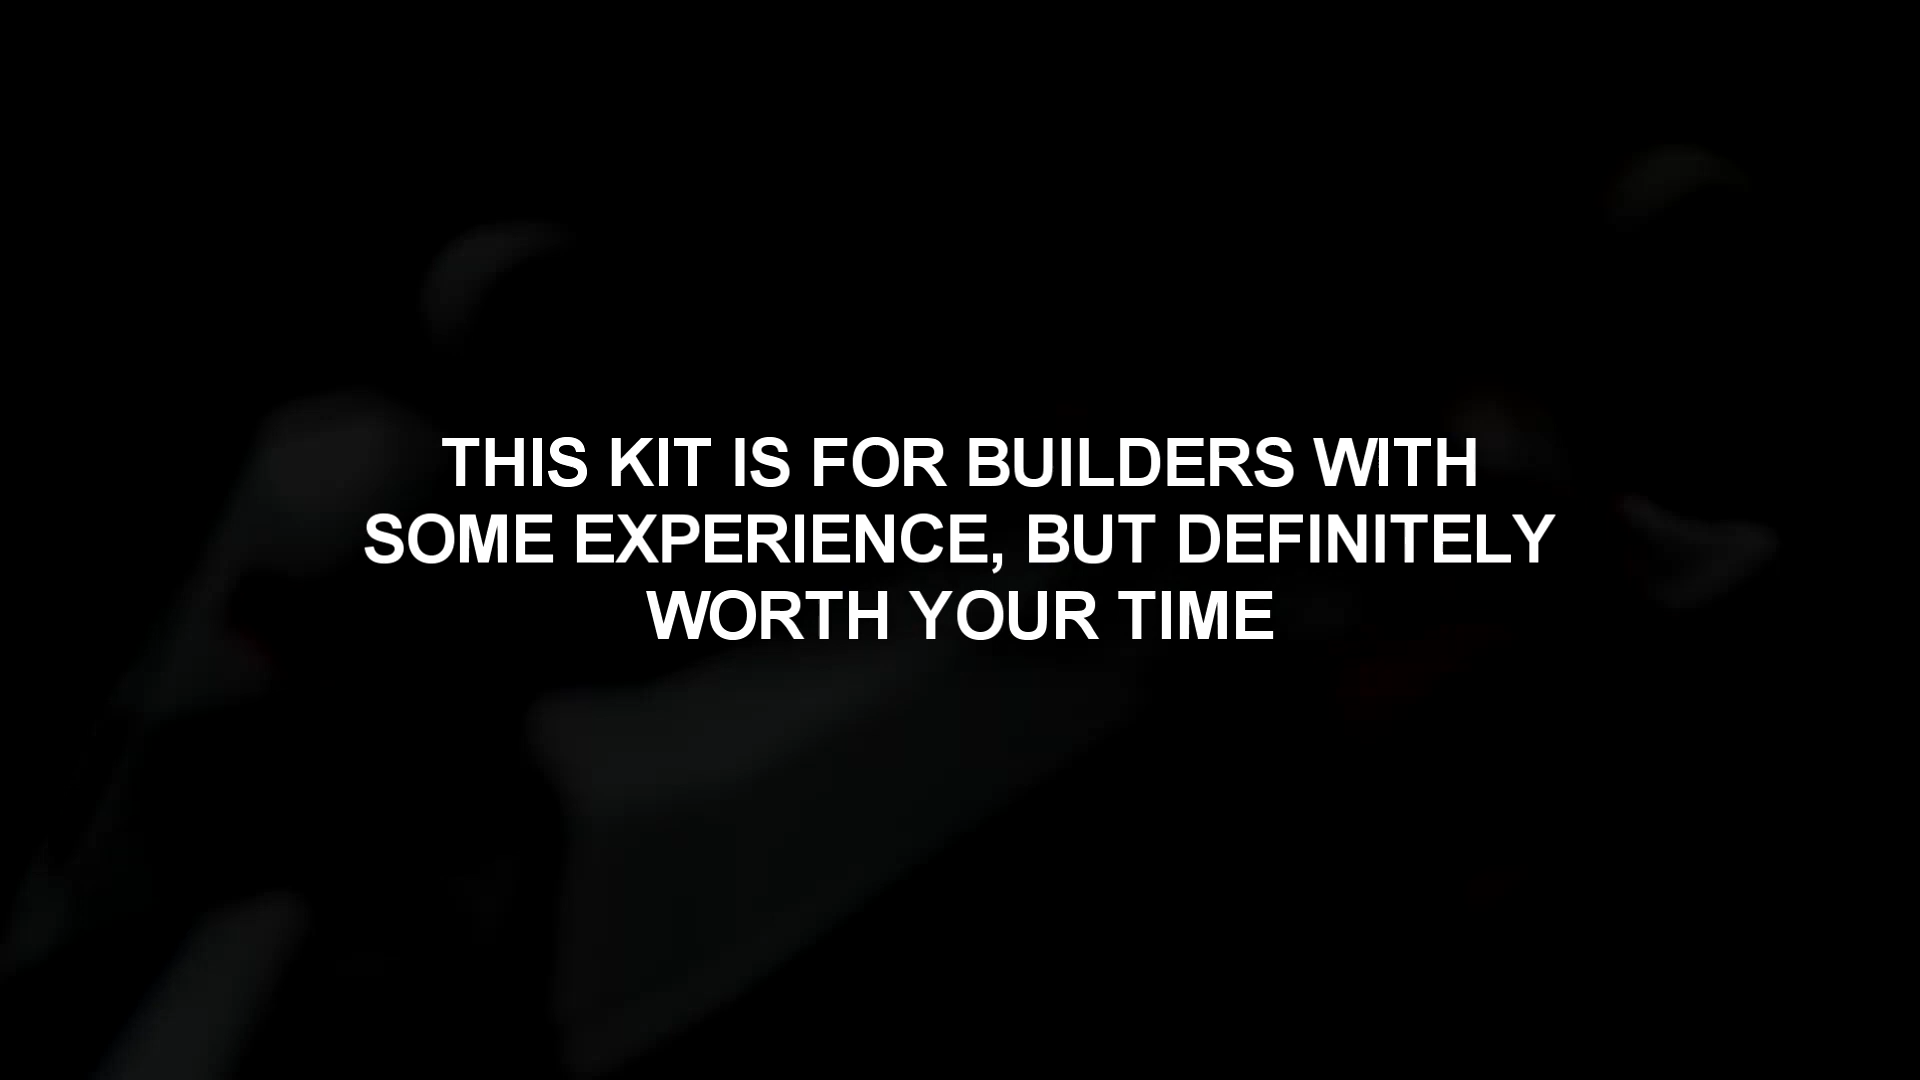 THIS KIT IS FOR BUILDERS WITH
SOME EXPERIENCE, BUT DEFINITELY
WORTH YOUR TIME